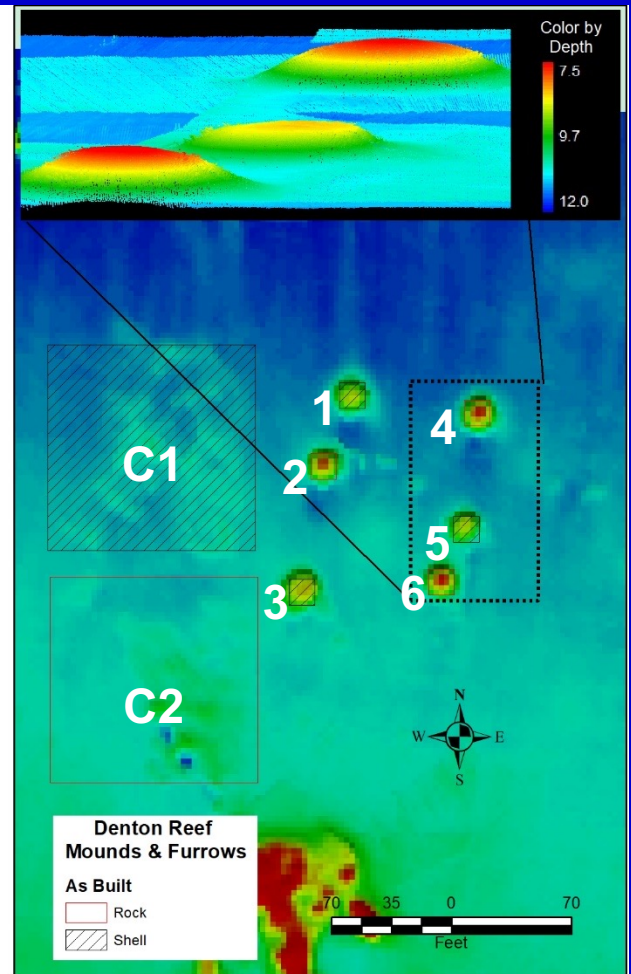 Color by
Depth
7.5
9.7
12.0
1
4
C1
2
5
3
6
C2
N
W
E
S
Denton Reef
Mounds & Furrows
As Built
Rock
Shell
70 35 0 70
Feet